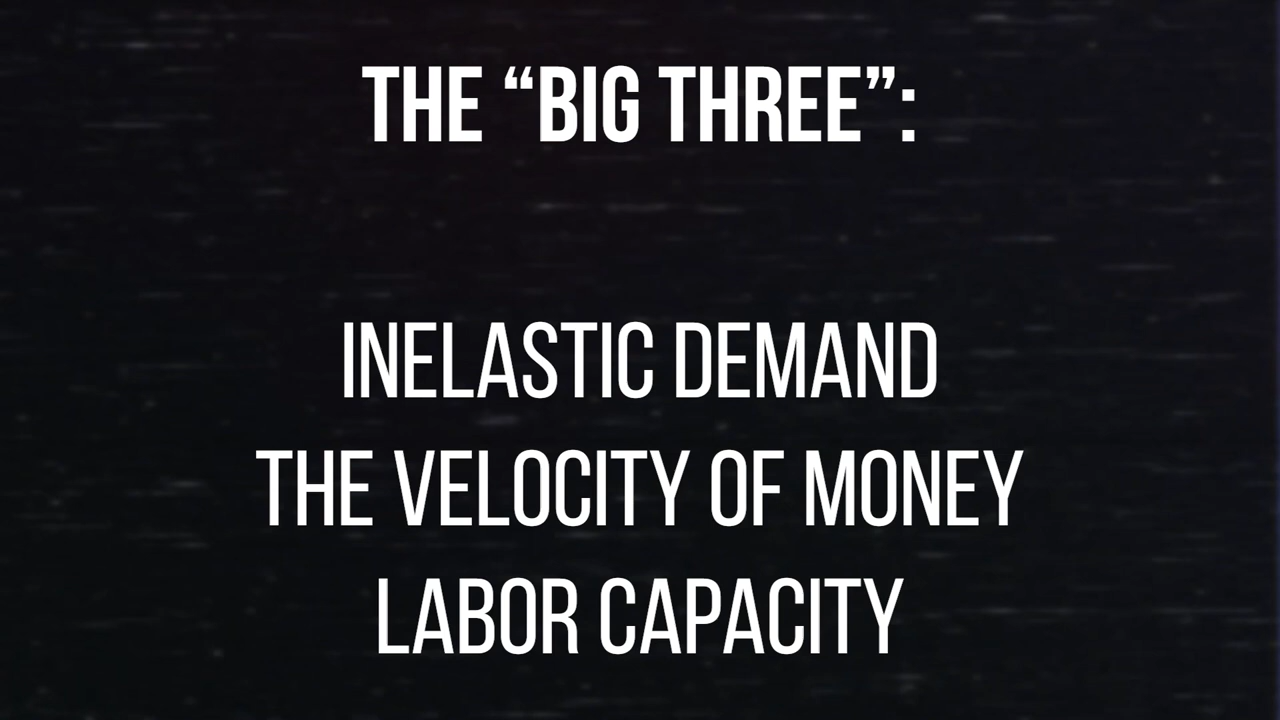 THE “BIG THREE”:
INELASTIC DEMAND
THE VELOCITY OF MONEY
LABOR CAPACITY